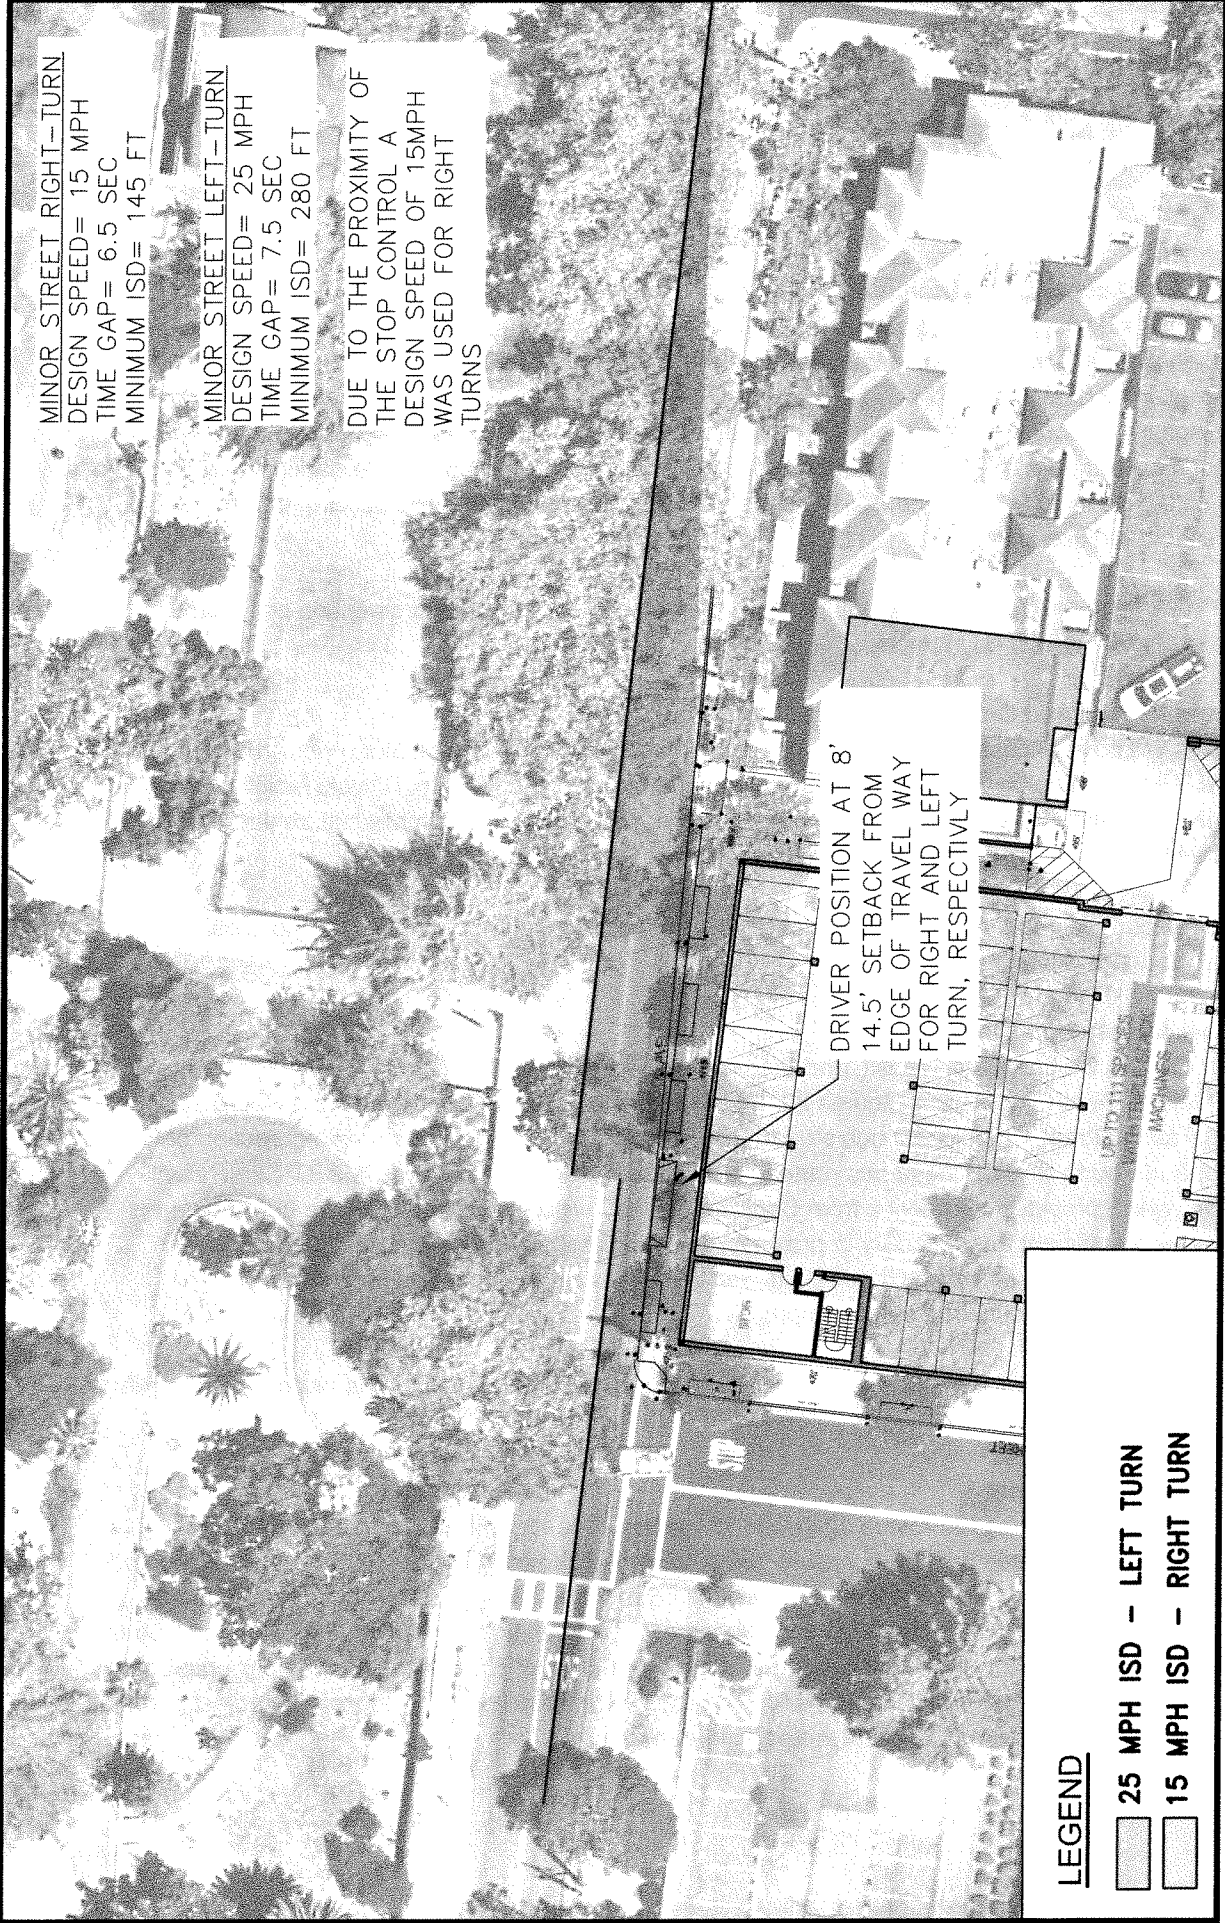 MINOR STREET RIGHT-TURN
DESIGN SPEED= 15 MPH
TIME GAP= 6.5 SEC
MINIMUM ISD= 145 FT
MINOR STREET LEFT-TURN
DESIGN SPEED= 25 MPH
TIME GAP= 7.5 SEC
MINIMUM ISD= 280 FT
DUE TO THE PROXIMITY OF
THE STOP CONTROL A
DESIGN SPEED OF 15MPH
WAS USED FOR RIGHT
TURNS
DRIVER POSITION AT 8'
14.5' SETBACK FROM
EDGE OF TRAVEL WAY
FOR RIGHT AND LEFT
TURN, RESPECTIVLY
MACHINES
LEGEND
25 MPH ISD - LEFT TURN
15 MPH ISD - RIGHT TURN